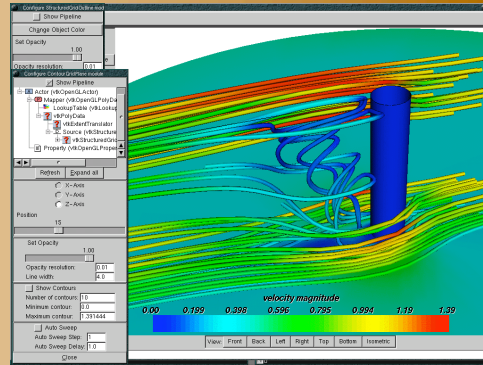 Configure StructuredGridOutline mod
Show Pipeline
Change Object Color
Set Opacity
1.00
Opacity resolution: 0.01
Configure Contour GridPlane module
Show Pipeline
Actor (vtkOpenGLActor)
Mapper (vtkOpenGLPolyDa
LookupTable (vtkLookup
vtkPolyData
vtkExtentTranslator
Source (vtkStructure
vtkStructuredGri
Property (vtkOpenGLProper
Refresh Expand all
X-Axis
Y-Axis
Z-Axis
Position
15
Set Opacity
1.00
Opacity resolution: 0.01
Line width: 4.0
Show Contours
Number of contours: 10
Minimum contour: 0.0
Maximum contour: 1.391444
Auto Sweep
Auto Sweep Step: 1
Auto Sweep Delay: 1.0
Close
velocity magnitude
0.00 0.199 0.398 0.596 0.795 0.994 1.19 1.39
View: Front Back Left Right Top Bottom Isometric